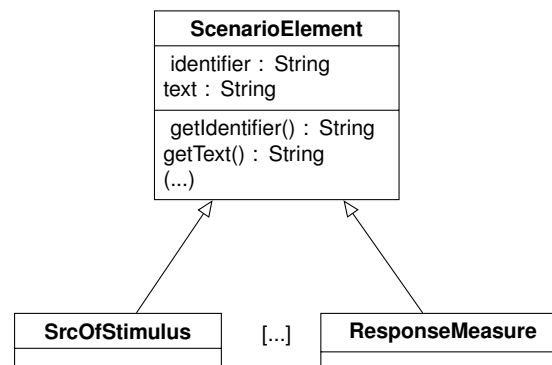 ScenarioElement
identifier : String
text : String
getIdentifier() : String
getText() : String
(...)
SrcOfStimulus
[...]
ResponseMeasure